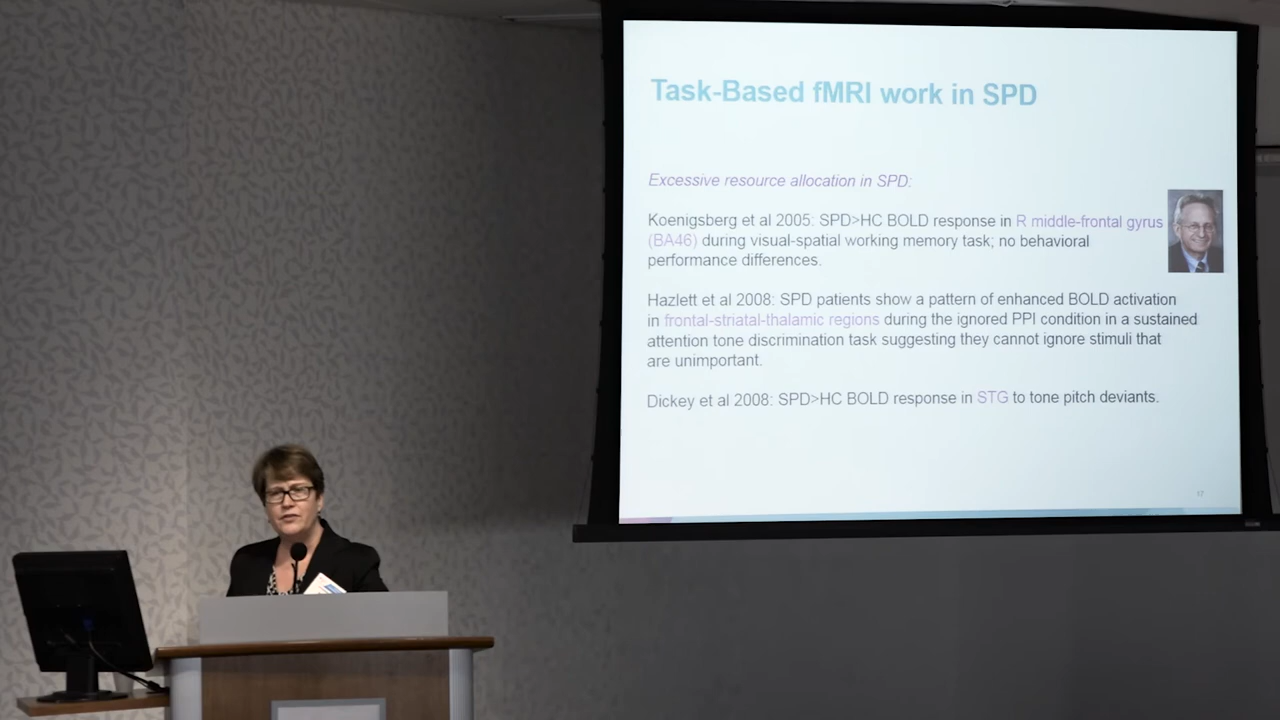 Task-Based fMRI work in SPD
Excessive resource allocation in SPD:
Koenigsberg et al 2005: SPD>HC BOLD response in R middle-frontal gyrus
(BA46) during visual-spatial working memory task; no behavioral
performance differences.
Hazlett et al 2008: SPD patients show a pattern of enhanced BOLD activation
in frontal-striatal-thalamic regions during the ignored PPI condition in a sustained
attention tone discrimination task suggesting they cannot ignore stimuli that
are unimportant.
Dickey et al 2008: SPD>HC BOLD response in STG to tone pitch deviants.
17